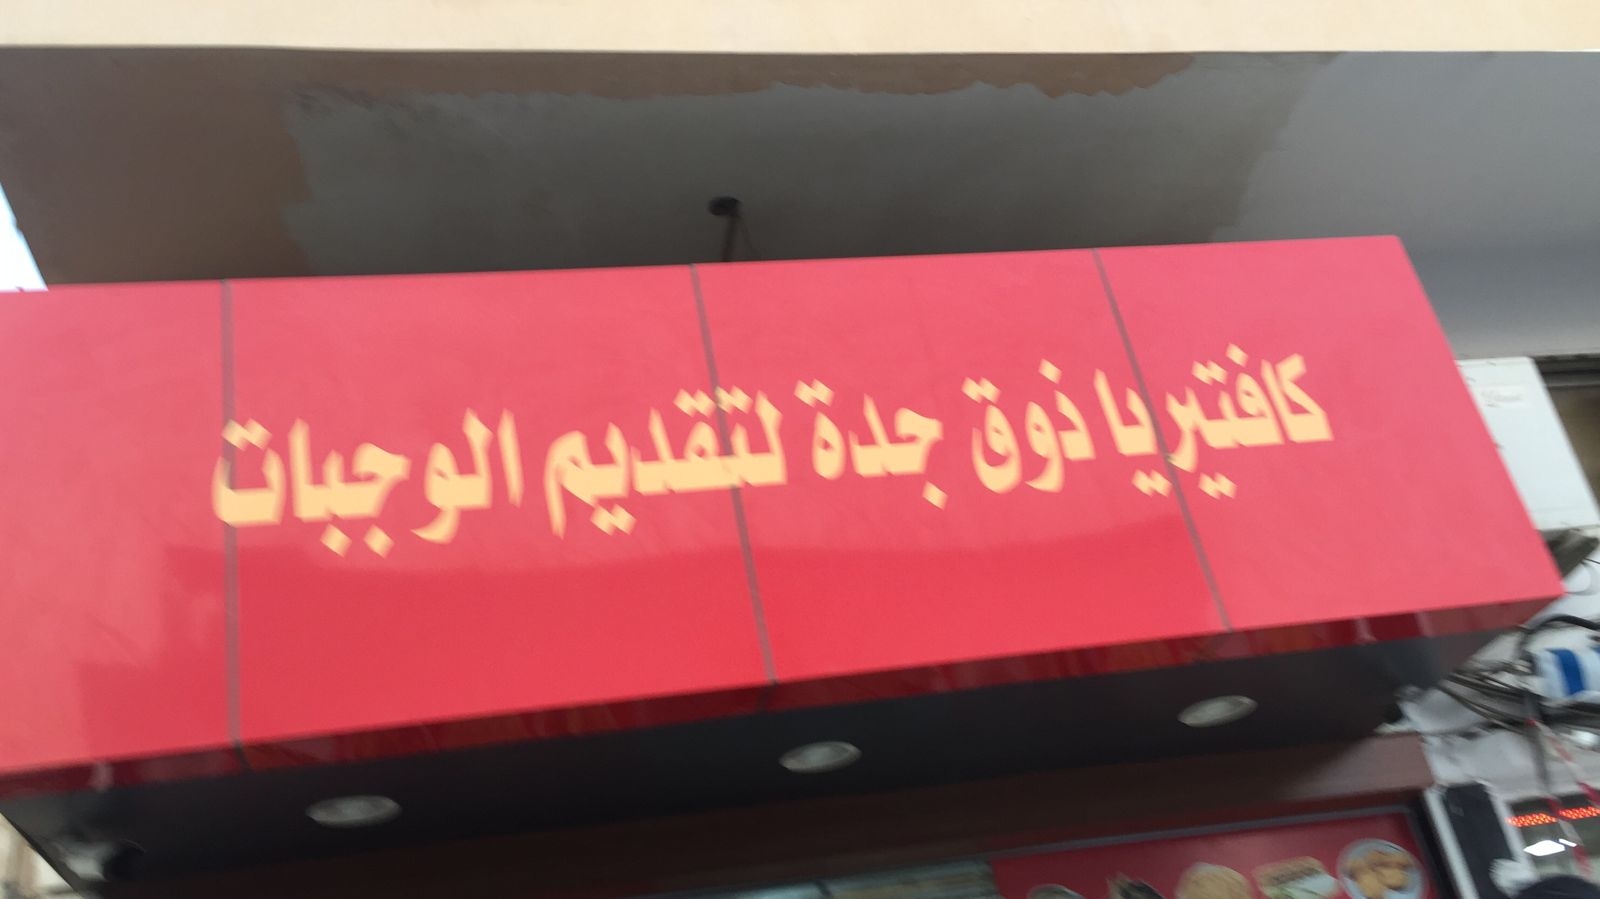 كافتيريا ذوق جدة لتقديم الوجبات